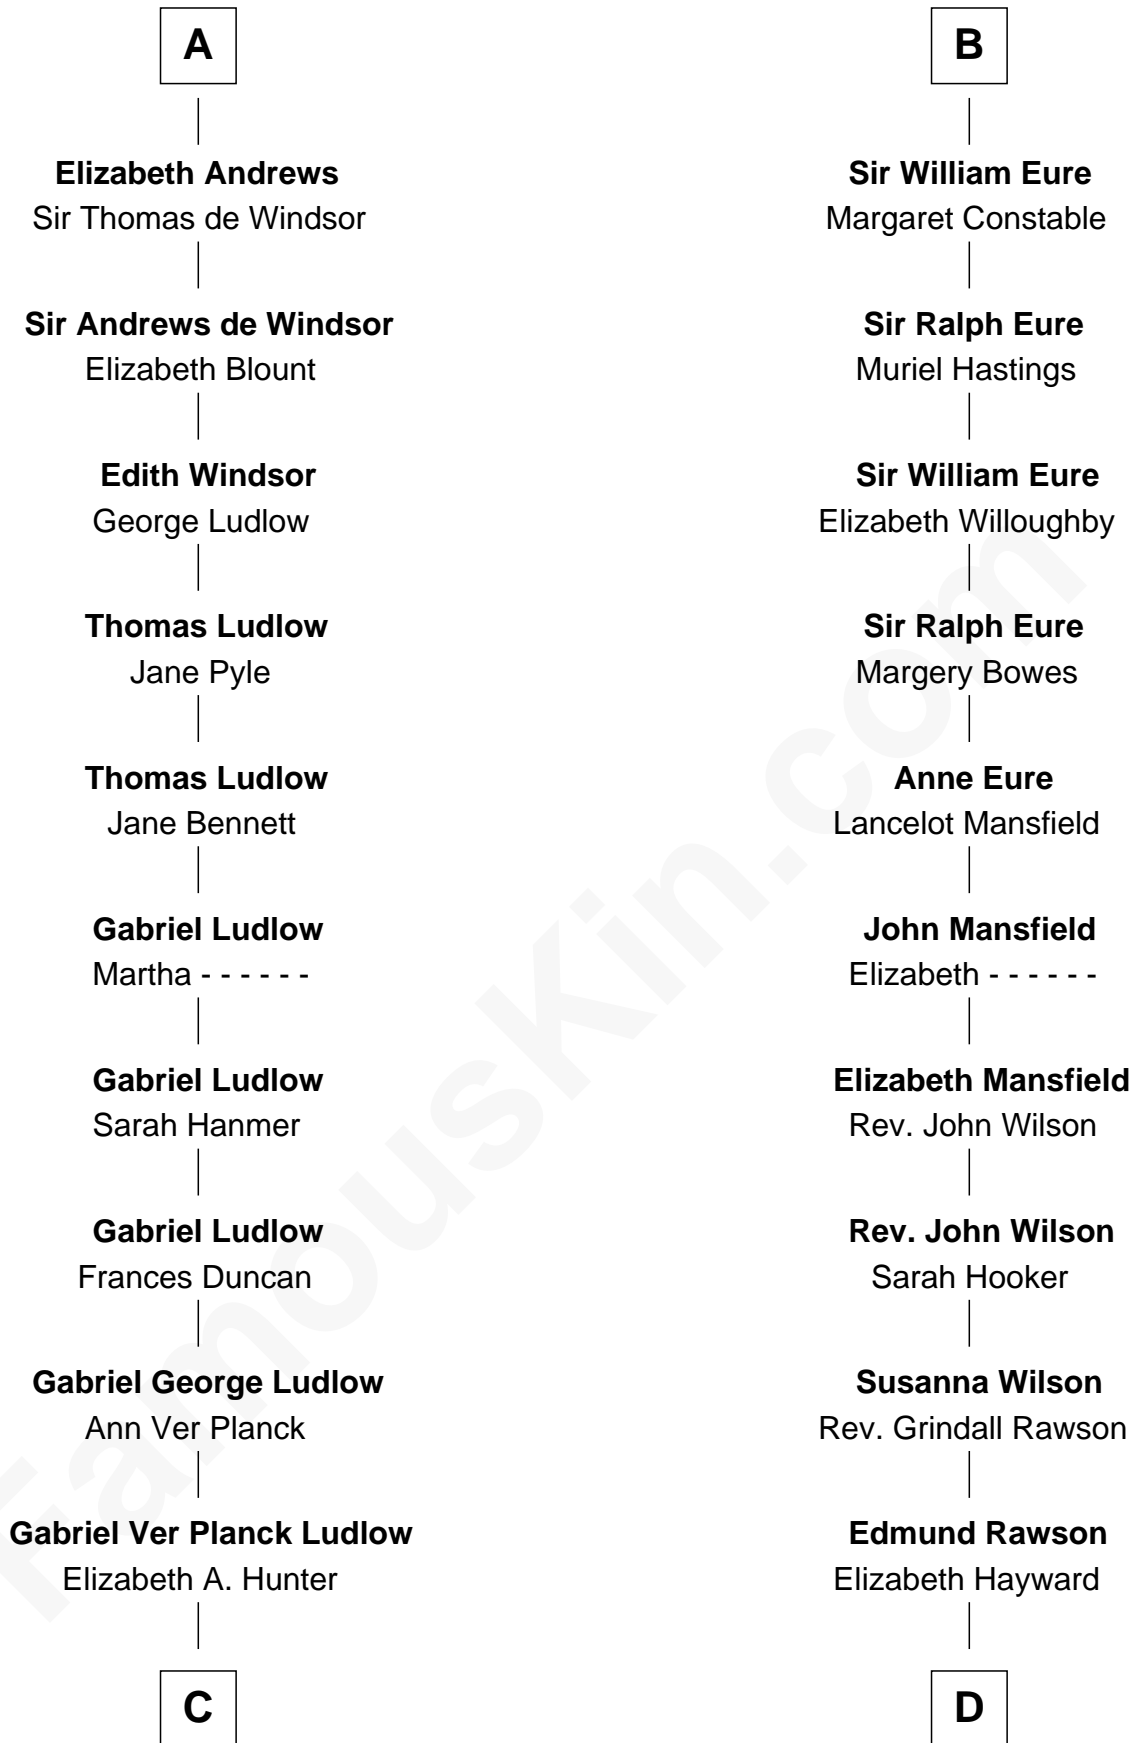 A
Elizabeth Andrews
Sir Thomas de Windsor
Sir Andrews de Windsor
Elizabeth Blount
Edith Windsor
George Ludlow
Thomas Ludlow
Jane Pyle
Thomas Ludlow
Jane Bennett
Gabriel Ludlow
Martha - - - - - -
Gabriel Ludlow
Sarah Hanmer
Gabriel Ludlow
Frances Duncan
Gabriel George Ludlow
Ann Ver Planck
Gabriel Ver Planck Ludlow
Elizabeth A. Hunter
C
B
Sir William Eure
Margaret Constable
Sir Ralph Eure
Muriel Hastings
Sir William Eure
Elizabeth Willoughby
Sir Ralph Eure
Margery Bowes
Anne Eure
Lancelot Mansfield
John Mansfield
Elizabeth - - - - - -
Elizabeth Mansfield
Rev. John Wilson
Rev. John Wilson
Sarah Hooker
Susanna Wilson
Rev. Grindall Rawson
Edmund Rawson
Elizabeth Hayward
D
FamousKin.com